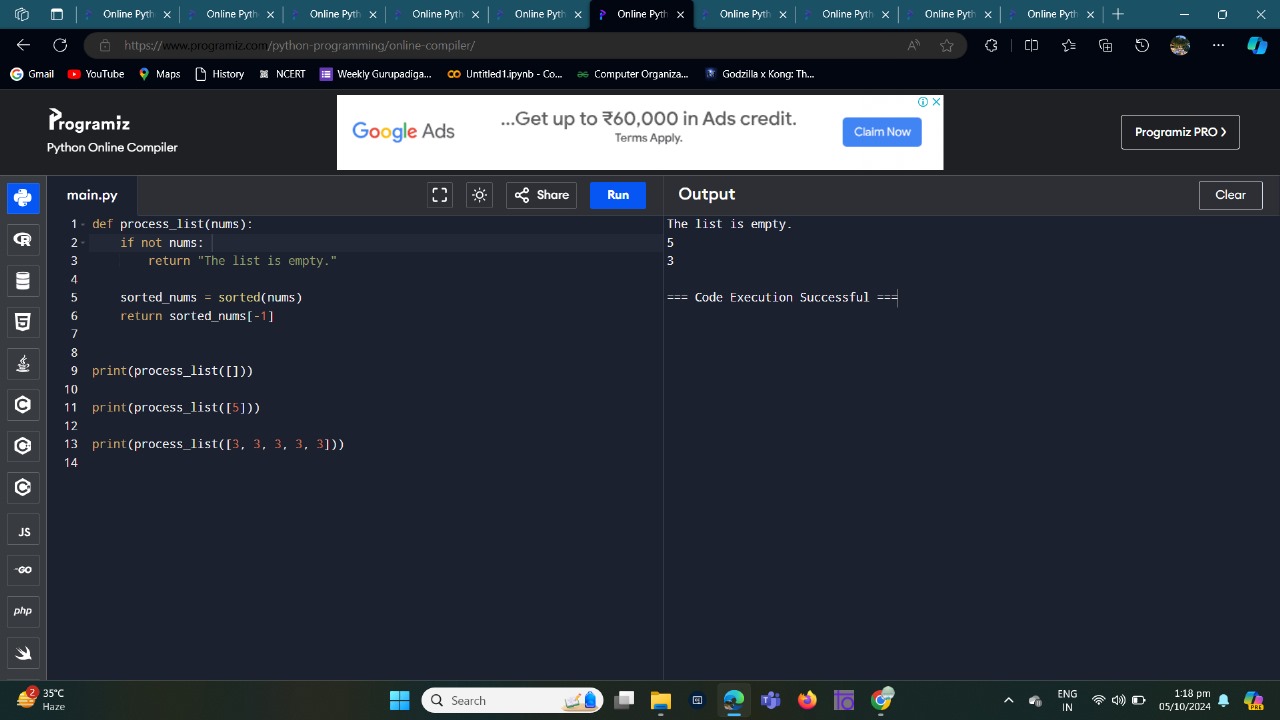 Online Pyth Online Pyth Online Pyth Online Pyth Online Pyth Online Pyth Online Pyth Online Pyth Online Pyth Online Pyth
https://www.programiz.com/python-programming/online-compiler/
Gmail YouTube Maps History NCERT Weekly Gurupadiga... Untitled1.ipynb - Co... Computer Organiza... Godzilla x Kong: Th...
Programiz
Python Online Compiler
Google Ads
...Get up to ₹60,000 in Ads credit.
Terms Apply.
Claim Now
Programiz PRO >
main.py
Share
Run
Output
Clear
1 def process_list(nums):
2 if not nums:
3 return "The list is empty."
4
5 sorted_nums = sorted(nums)
6 return sorted_nums[-1]
7
8
9 print(process_list([]))
10
11 print(process_list([5]))
12
13 print(process_list([3, 3, 3, 3, 3]))
14
The list is empty.
5
3
=== Code Execution Successful ===
JS
GO
php
2
35°C
Haze
Search
ENG
IN
1:18 pm
05/10/2024